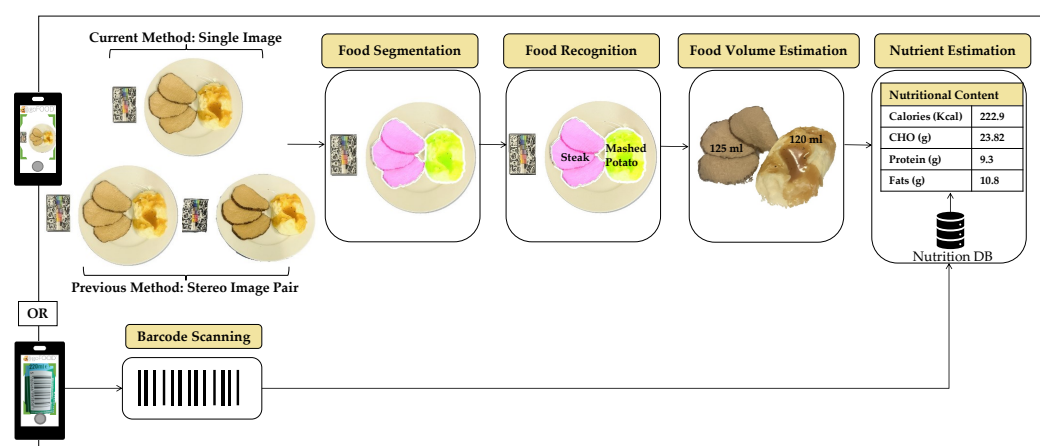 Current Method: Single Image
Food Segmentation
Food Recognition
Food Volume Estimation
Nutrient Estimation
Steak
Mashed
Potato
125 ml
120 ml
Nutritional Content
Calories (Kcal) 222.9
CHO (g) 23.82
Protein (g) 9.3
Fats (g) 10.8
Nutrition DB
Previous Method: Stereo Image Pair
OR
Barcode Scanning